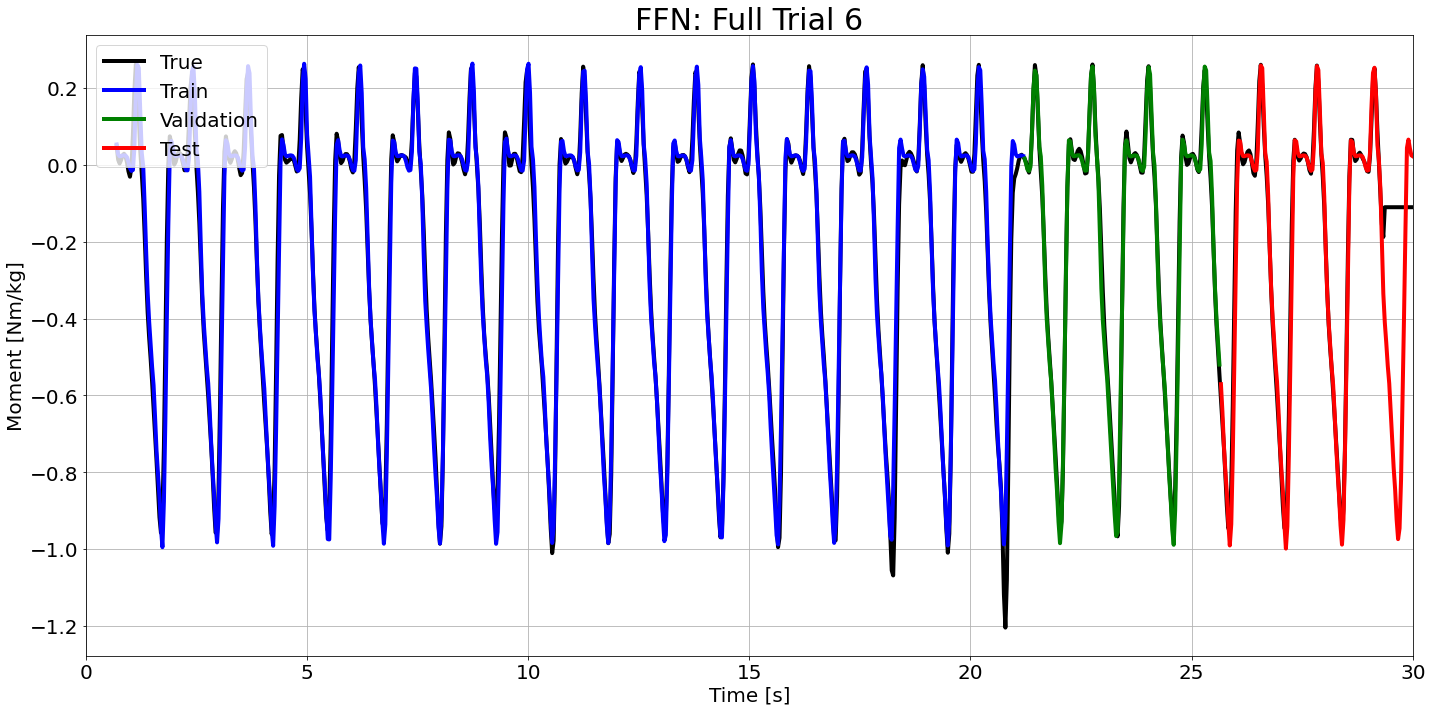 FFN: Full Trial 6
True
Train
Validation
Test
Moment [Nm/kg]
0.2
0.0
−0.2
−0.4
−0.6
−0.8
−1.0
−1.2
0 5 10 15 20 25 30
Time [s]